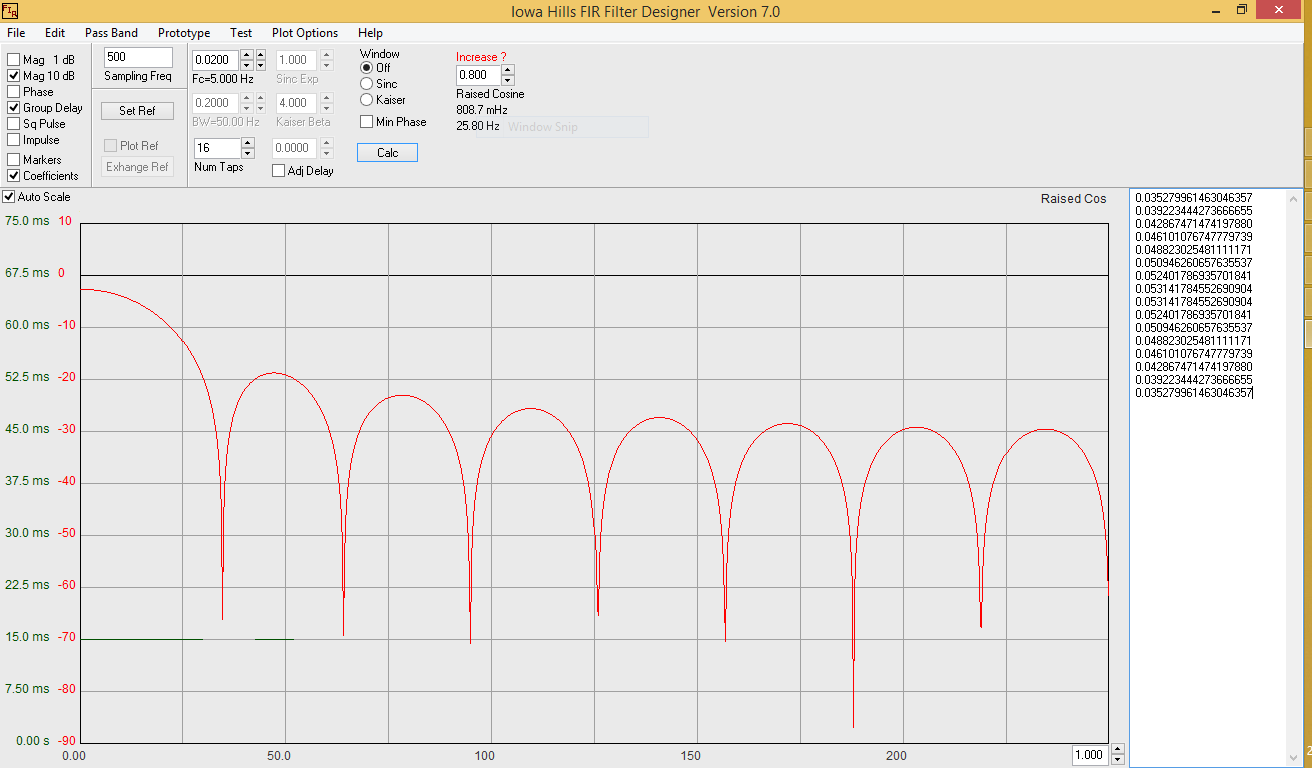 FIR
Iowa Hills FIR Filter Designer Version 7.0
File Edit Pass Band Prototype Test Plot Options Help
Mag 1 dB
Mag 10 dB
Phase
Group Delay
Sq Pulse
Impulse
Markers
Coefficients
500
Sampling Freq
Set Ref
Plot Ref
Exhange Ref
0.0200
Fc=5.000 Hz
0.2000
BW=50.00 Hz
16
Num Taps
1.000
Sinc Exp
4.000
Kaiser Beta
0.0000
Adj Delay
Window
Off
Sinc
Kaiser
Min Phase
Calc
Increase ?
0.800
Raised Cosine
808.7 mHz
25.80 Hz
Window Snip
Auto Scale
Raised Cos
75.0 ms 10
67.5 ms 0
60.0 ms -10
52.5 ms -20
45.0 ms -30
37.5 ms -40
30.0 ms -50
22.5 ms -60
15.0 ms -70
7.50 ms -80
0.00 s -90
0.00 50.0 100 150 200
1.000
0.035279961463046357
0.039223444273666655
0.042867471474197880
0.046101076747779739
0.048823025481111171
0.050946260657635537
0.052401786935701841
0.053141784552690904
0.053141784552690904
0.052401786935701841
0.050946260657635537
0.048823025481111171
0.046101076747779739
0.042867471474197880
0.039223444273666655
0.035279961463046357
2